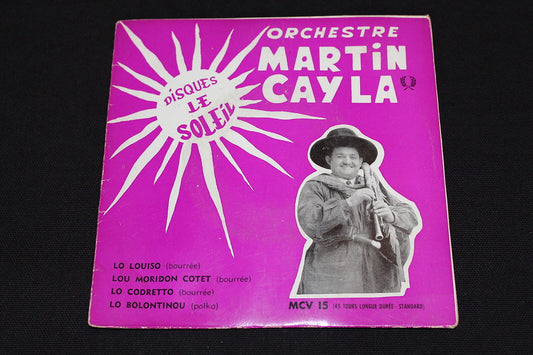 ORCHESTRE
MARTiN
CAYLA
DiSQUES
LE
SOLEiL
LO LOUISO (bourrée)
LOU MORIDON COTET (bourrée)
LO CODRETTO (bourrée)
LO BOLONTINOU (polka)
MCV 15 (45 TOURS LONGUE DURÉE - STANDARD)